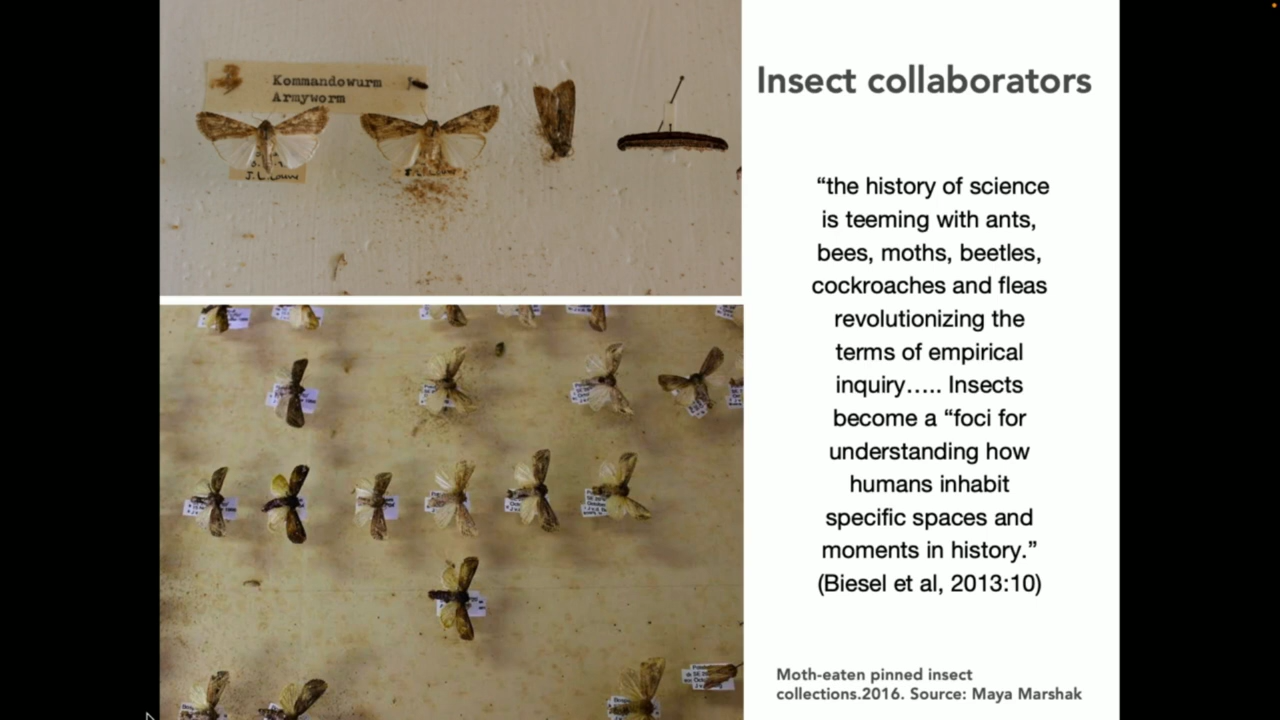 Kommandowurm
Armyworm
J. L. Louw
Insect collaborators
“the history of science
is teeming with ants,
bees, moths, beetles,
cockroaches and fleas
revolutionizing the
terms of empirical
inquiry….. Insects
become a “foci for
understanding how
humans inhabit
specific spaces and
moments in history.”
(Biesel et al, 2013:10)
Moth-eaten pinned insect
collections.2016. Source: Maya Marshak